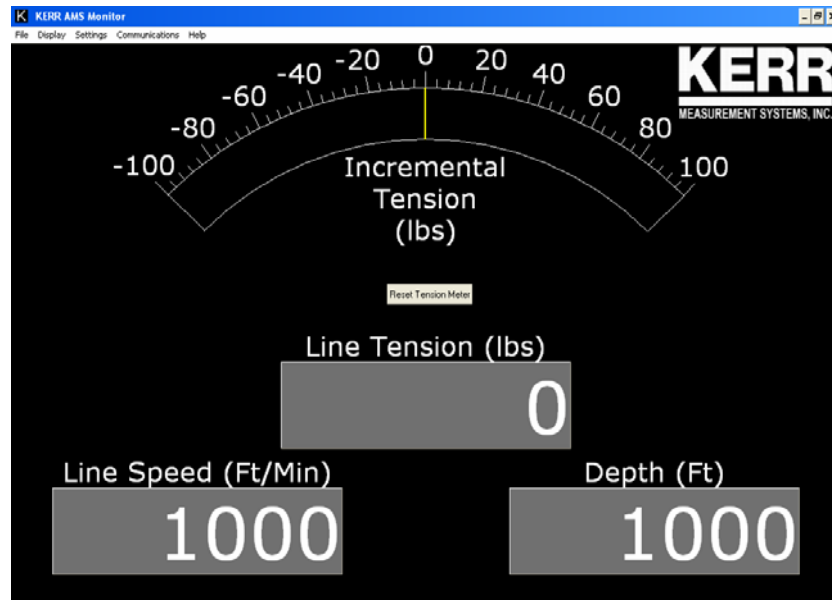 K KERR AMS Monitor
File Display Settings Communications Help
KERR
MEASUREMENT SYSTEMS, INC.
-100 -80 -60 -40 -20 0 20 40 60 80 100
Incremental
Tension
(lbs)
Reset Tension Meter
Line Tension (lbs)
0
Line Speed (Ft/Min)
1000
Depth (Ft)
1000